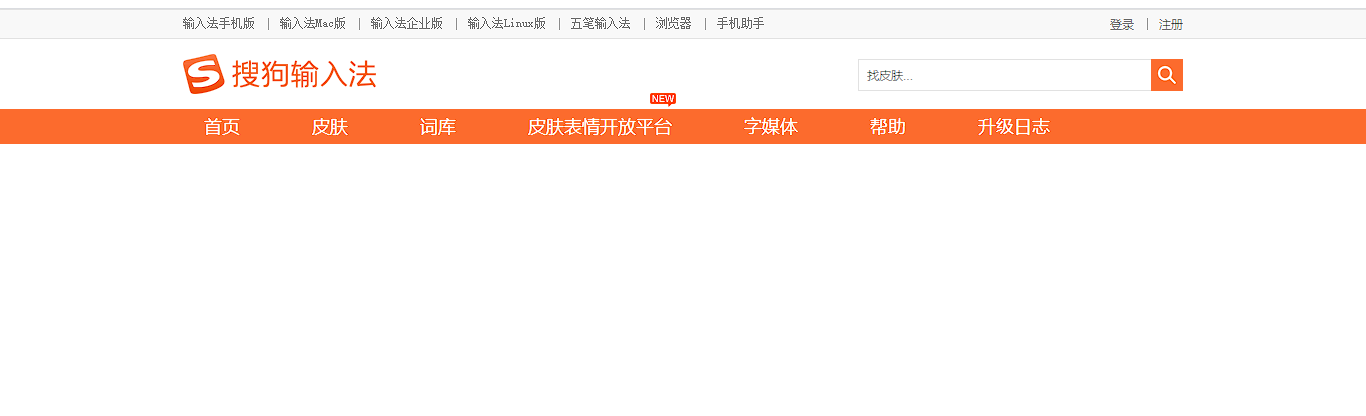 输入法手机版 | 输入法Mac版 | 输入法企业版 | 输入法Linux版 | 五笔输入法 | 浏览器 | 手机助手 登录 | 注册
搜狗输入法 找皮肤...
NEW
首页 皮肤 词库 皮肤表情开放平台 字媒体 帮助 升级日志